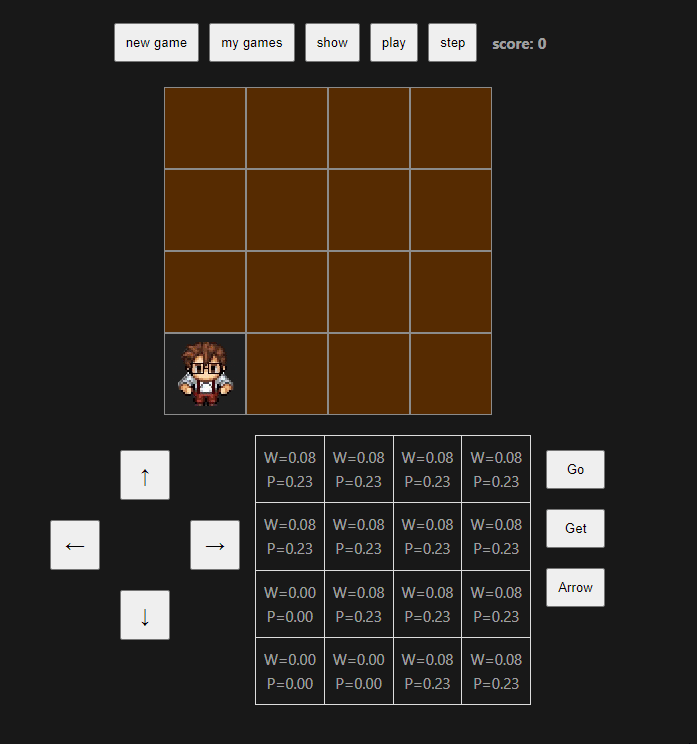 new game my games show play step score: 0
↑
← →
↓
W=0.08 W=0.08 W=0.08 W=0.08
P=0.23 P=0.23 P=0.23 P=0.23
W=0.08 W=0.08 W=0.08 W=0.08
P=0.23 P=0.23 P=0.23 P=0.23
W=0.00 W=0.08 W=0.08 W=0.08
P=0.00 P=0.23 P=0.23 P=0.23
W=0.00 W=0.00 W=0.08 W=0.08
P=0.00 P=0.00 P=0.23 P=0.23
Go
Get
Arrow